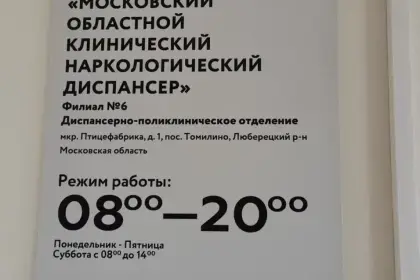 «МОСКОВСКИЙ
ОБЛАСТНОЙ
КЛИНИЧЕСКИЙ
НАРКОЛОГИЧЕСКИЙ
ДИСПАНСЕР»
Филиал №6
Диспансерно-поликлиническое отделение
мкр. Птицефабрика, д. 1, пос. Томилино, Люберецкий р-н
Московская область
Режим работы:
08⁰⁰—20⁰⁰
Понедельник - Пятница
Суббота с 08⁰⁰ до 14⁰⁰